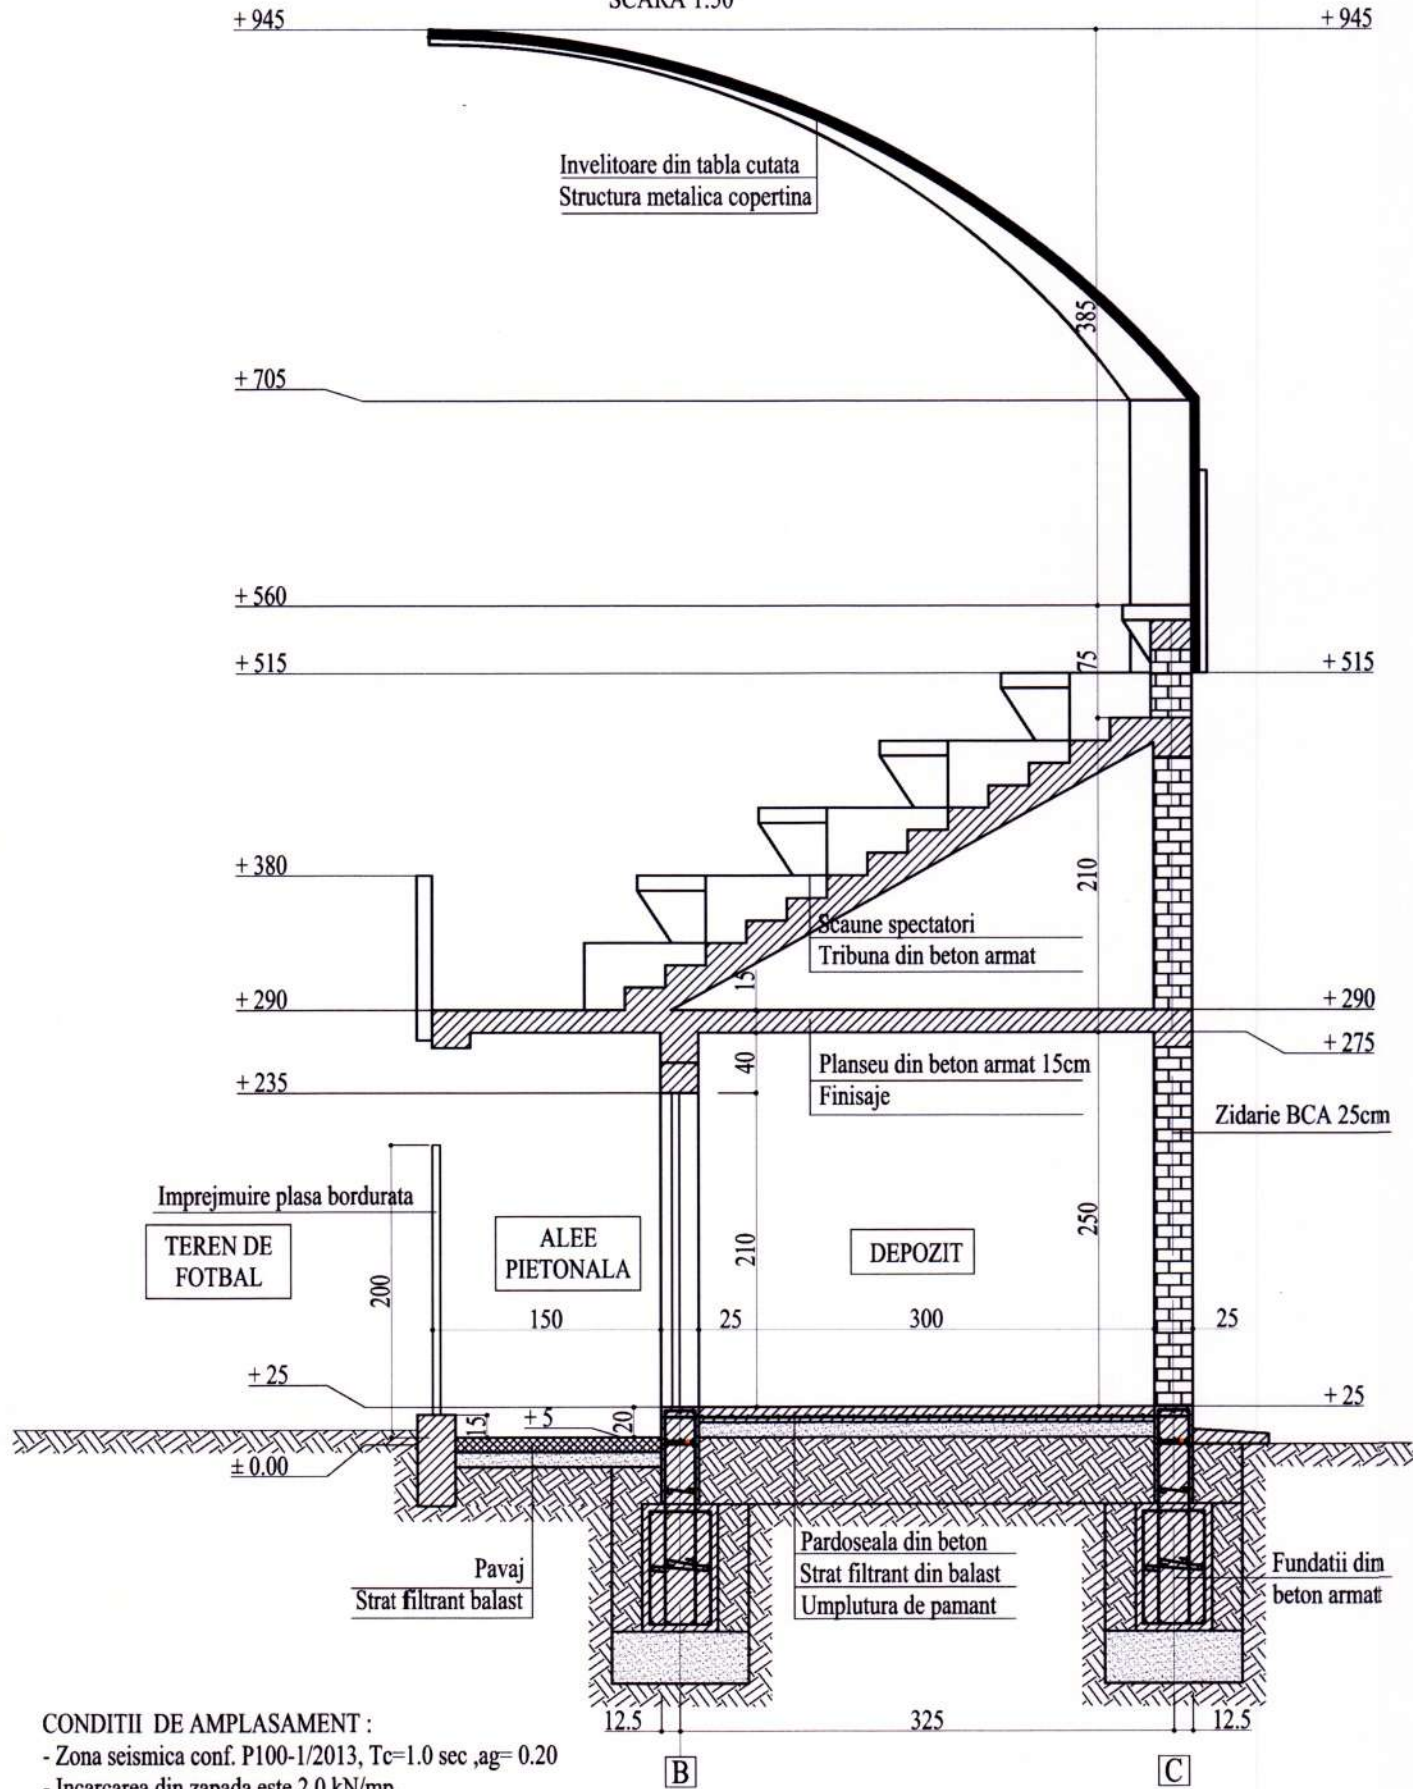 SCARA 1:50
+ 945
+ 945
Invelitoare din tabla cutata
Structura metalica copertina
385
+ 705
+ 560
75
+ 515
+ 515
+ 380
210
Scaune spectatori
Tribuna din beton armat
15
+ 290
+ 290
+ 275
40
Planseu din beton armat 15cm
Finisaje
+ 235
Zidarie BCA 25cm
Imprejmuire plasa bordurata
TEREN DE
FOTBAL
ALEE
PIETONALA
DEPOZIT
200
210
250
150
25
300
25
+ 25
+ 25
15
+ 5
20
± 0.00
Pavaj
Strat filtrant balast
Pardoseala din beton
Strat filtrant din balast
Umplutura de pamant
Fundatii din
beton armat
12.5
325
12.5
B
C
CONDITII DE AMPLASAMENT :
- Zona seismica conf. P100-1/2013, Tc=1.0 sec ,ag= 0.20
- Incarcarea din zapada este 2.0 kN/mp